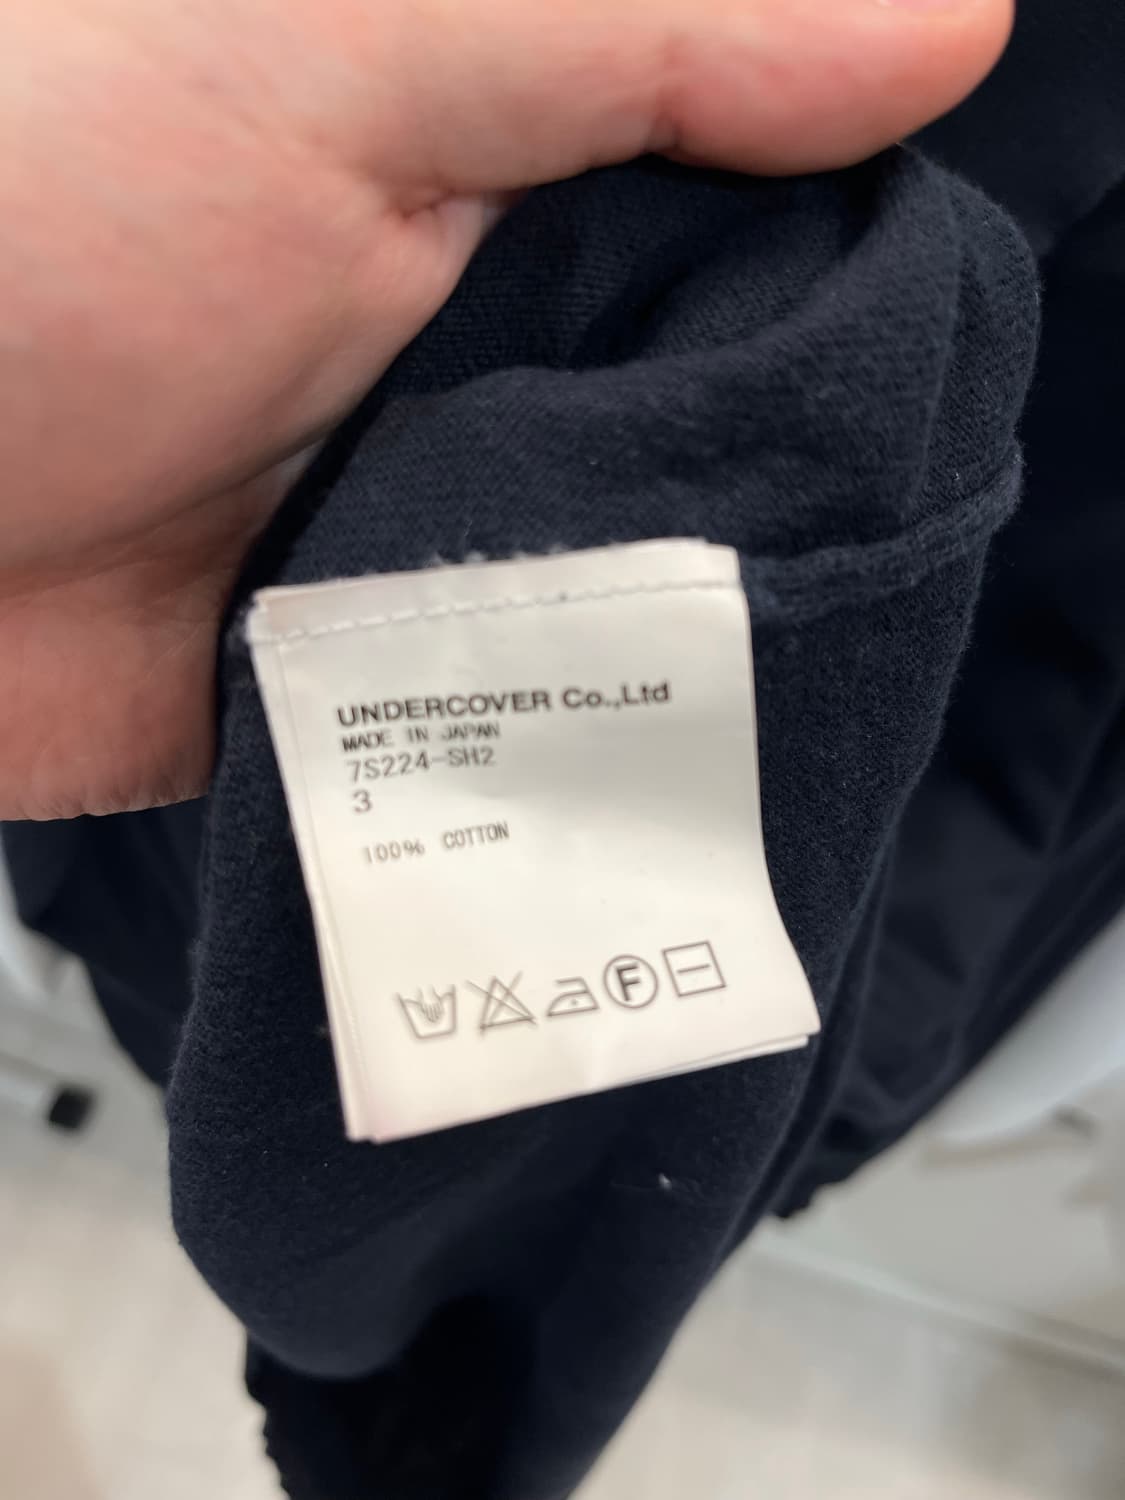 UNDERCOVER Co.,Ltd
MADE IN JAPAN
7S224-SH2
3
100% COTTON
F